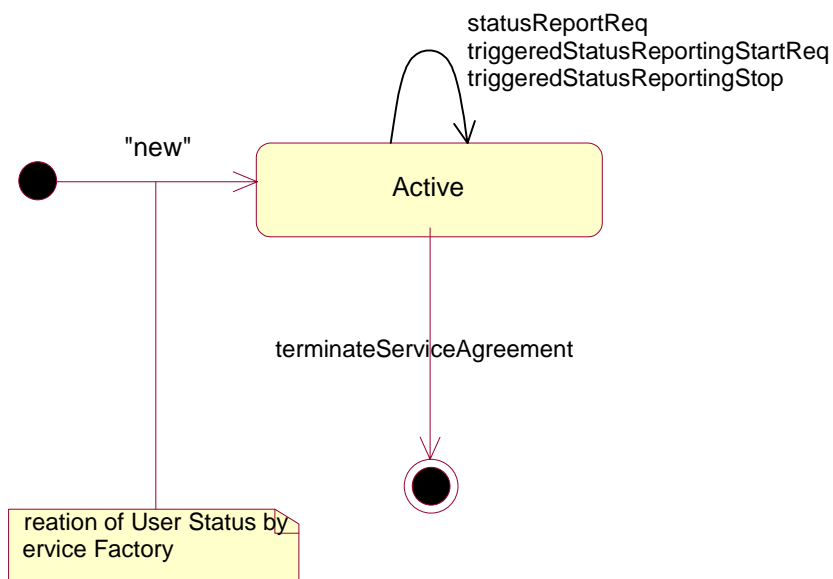 statusReportReq
triggeredStatusReportingStartReq
triggeredStatusReportingStop
"new"
Active
terminateServiceAgreement
reation of User Status by
ervice Factory